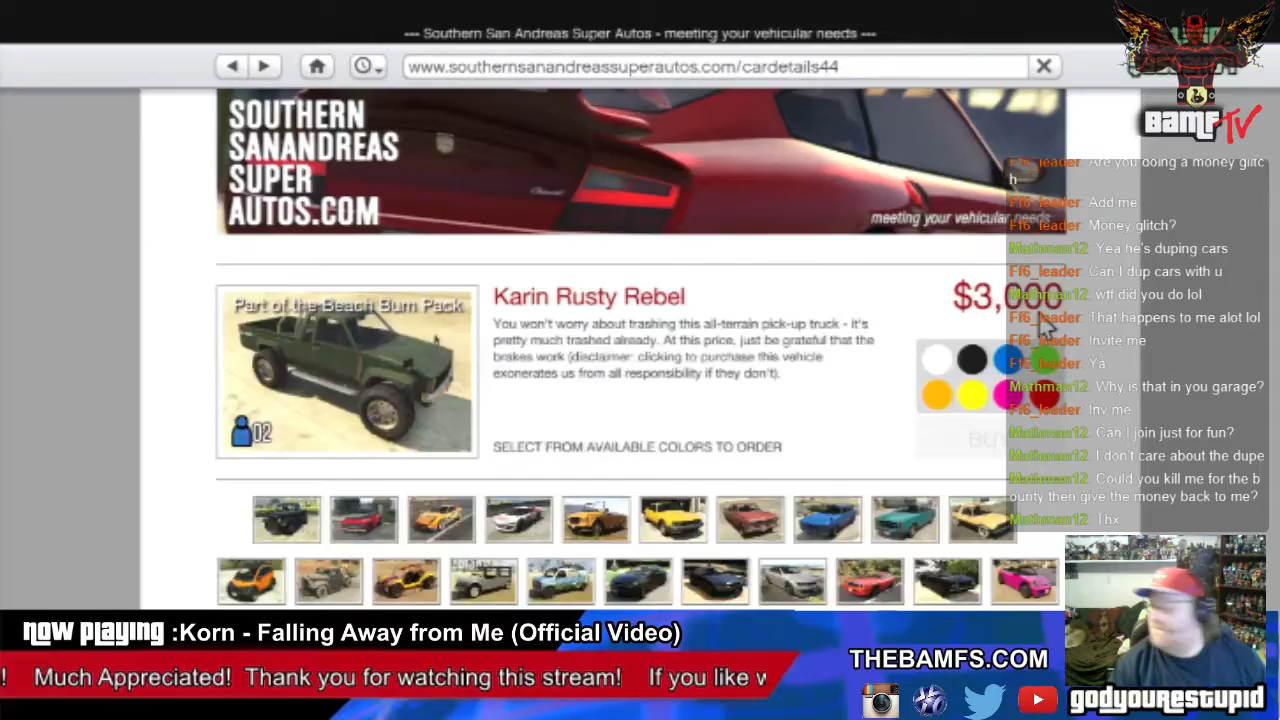 --- Southern San Andreas Super Autos - meeting your vehicular needs ---
www.southernsanandreassuperautos.com/cardetails44
BAMF TV
SOUTHERN
SANANDREAS
SUPER
AUTOS.COM
meeting your vehicular needs
Part of the Beach Bum Pack
02
Karin Rusty Rebel
$3,000
You won't worry about trashing this all-terrain pick-up truck - it's
pretty much trashed already. At this price, just be grateful that the
brakes work (disclaimer: clicking to purchase this vehicle
exonerates us from all responsibility if they don't).
SELECT FROM AVAILABLE COLORS TO ORDER
Ff6_leader Are you doing a money glitc
h
Ff6_leader Add me
Ff6_leader Money glitch?
Mathman12 Yea he's duping cars
Ff6_leader Can I dup cars with u
Mathman12 wtf did you do lol
Ff6_leader That happens to me alot lol
Ff6_leader Invite me
Ff6_leader Ya
Mathman12 Why is that in you garage?
Ff6_leader Inv me
Mathman12 Can I join just for fun?
Mathman12 I don't care about the dupe
Mathman12 Could you kill me for the b
ounty then give the money back to me?
Mathman12 Thx
now playing :Korn - Falling Away from Me (Official Video)
! Much Appreciated! Thank you for watching this stream! If you like
THEBAMFS.COM
godyourestupid